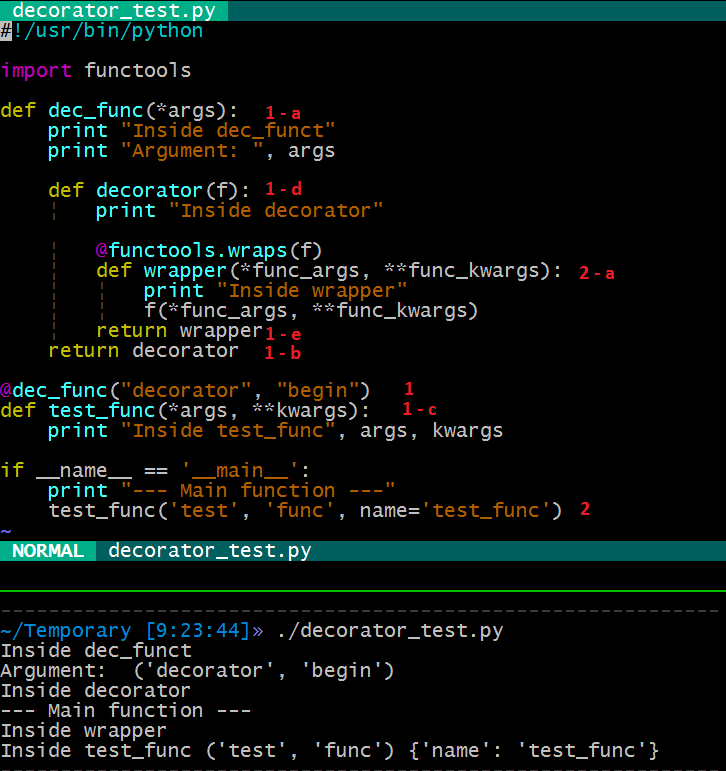 decorator_test.py
#!/usr/bin/python
import functools
def dec_func(*args): 1-a
print "Inside dec_funct"
print "Argument: ", args
def decorator(f): 1-d
print "Inside decorator"
@functools.wraps(f)
def wrapper(*func_args, **func_kwargs): 2-a
print "Inside wrapper"
f(*func_args, **func_kwargs)
return wrapper 1-e
return decorator 1-b
@dec_func("decorator", "begin") 1
def test_func(*args, **kwargs): 1-c
print "Inside test_func", args, kwargs
if __name__ == '__main__':
print "--- Main function ---"
test_func('test', 'func', name='test_func') 2
~
NORMAL decorator_test.py
~/Temporary [9:23:44]» ./decorator_test.py
Inside dec_funct
Argument:  ('decorator', 'begin')
Inside decorator
--- Main function ---
Inside wrapper
Inside test_func ('test', 'func') {'name': 'test_func'}